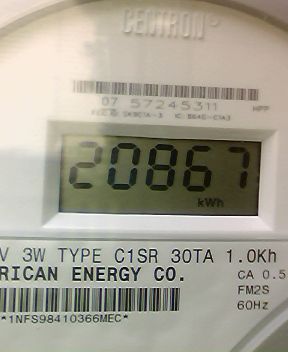 CENTRON
07 57245311 HPP
20867
kWh
V 3W TYPE C1SR 30TA 1.0Kh
RICAN ENERGY CO.
CA 0.5
FM2S
60Hz
*1NFS98410366MEC*